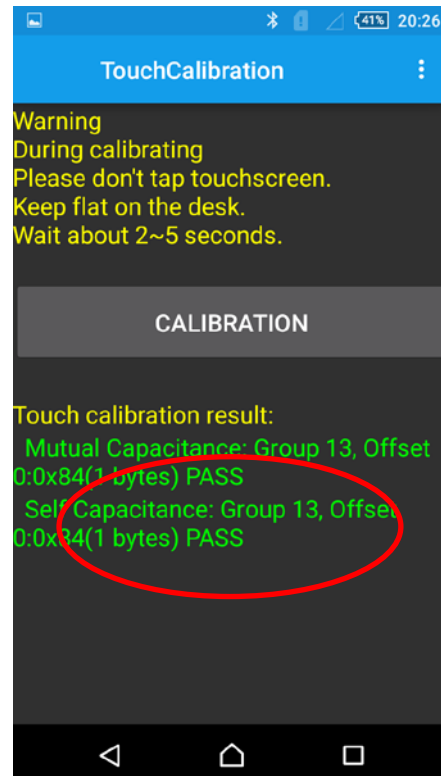 41% 20:26
TouchCalibration
Warning
During calibrating
Please don't tap touchscreen.
Keep flat on the desk.
Wait about 2~5 seconds.
CALIBRATION
Touch calibration result:
Mutual Capacitance: Group 13, Offset
0:0x84(1 bytes) PASS
Self Capacitance: Group 13, Offset
0:0x84(1 bytes) PASS